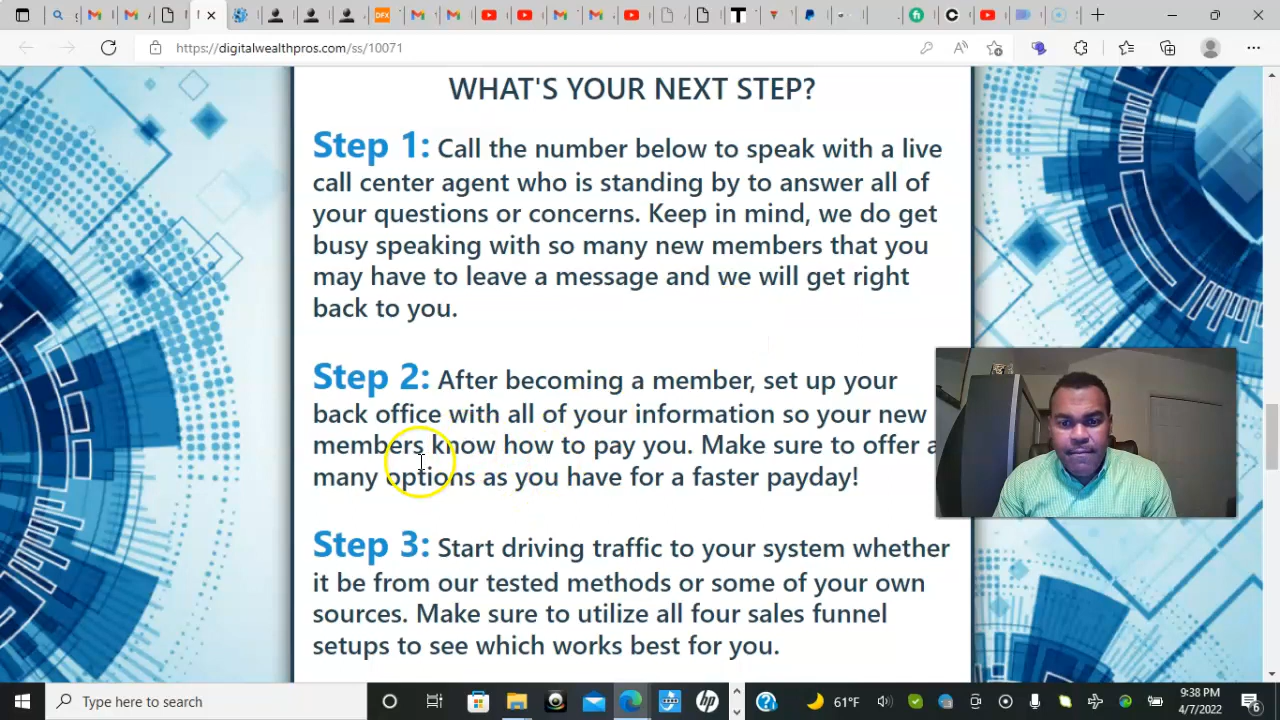 https://digitalwealthpros.com/ss/10071
WHAT'S YOUR NEXT STEP?
Step 1: Call the number below to speak with a live
call center agent who is standing by to answer all of
your questions or concerns. Keep in mind, we do get
busy speaking with so many new members that you
may have to leave a message and we will get right
back to you.
Step 2: After becoming a member, set up your
back office with all of your information so your new
members know how to pay you. Make sure to offer a
many options as you have for a faster payday!
Step 3: Start driving traffic to your system whether
it be from our tested methods or some of your own
sources. Make sure to utilize all four sales funnel
setups to see which works best for you.
Type here to search
61°F
9:38 PM
4/7/2022
6